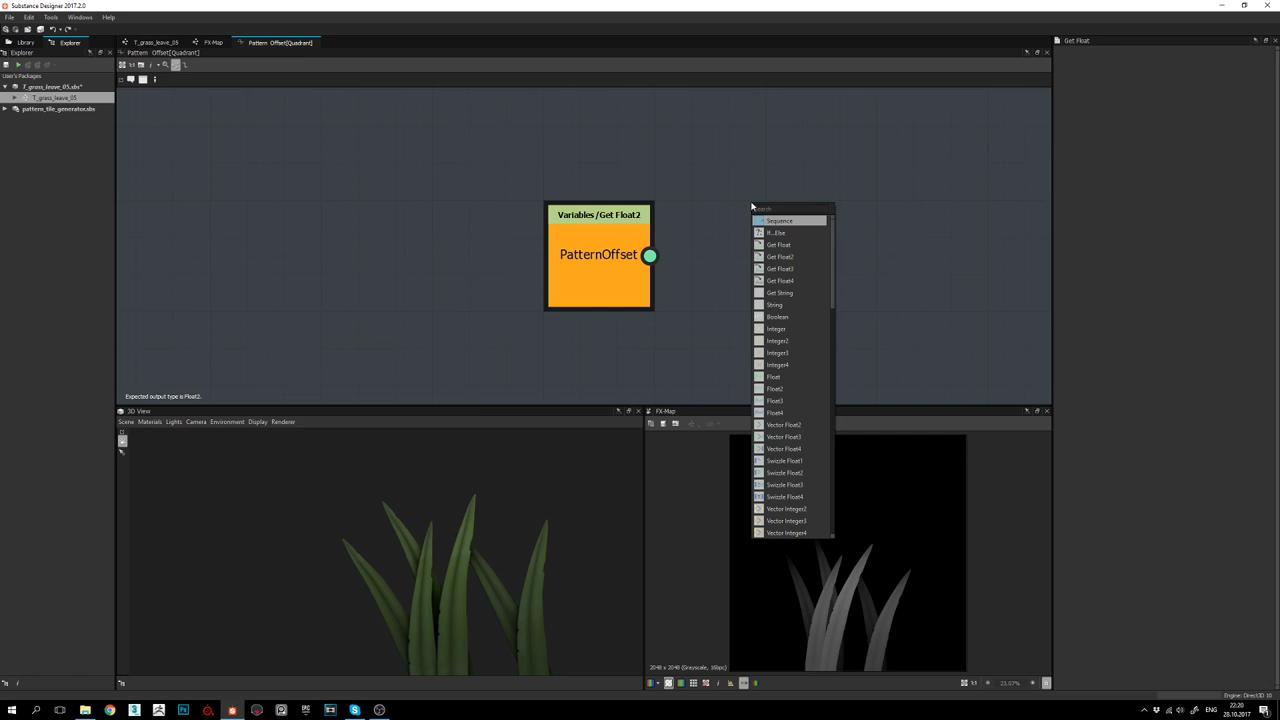 Substance Designer 2017.2.0
File Edit Tools Windows Help
Library Explorer T_grass_leave_05 FX-Map Pattern Offset[Quadrant] Get Float
Explorer Pattern Offset[Quadrant]
User's Packages
T_grass_leave_05.sbs*
T_grass_leave_05
pattern_tile_generator.sbs
Variables/Get Float2
PatternOffset
Search
Sequence
If...Else
Get Float
Get Float2
Get Float3
Get Float4
Get String
String
Boolean
Integer
Integer2
Integer3
Integer4
Float
Float2
Float3
Float4
Vector Float2
Vector Float3
Vector Float4
Swizzle Float1
Swizzle Float2
Swizzle Float3
Swizzle Float4
Vector Integer2
Vector Integer3
Vector Integer4
Expected output type is Float2.
3D View FX-Map
Scene Materials Lights Camera Environment Display Renderer
2048 x 2048 (Grayscale, 16bpc)
23.07%
Engine: Direct3D 10
ENG
22:20
28.10.2017